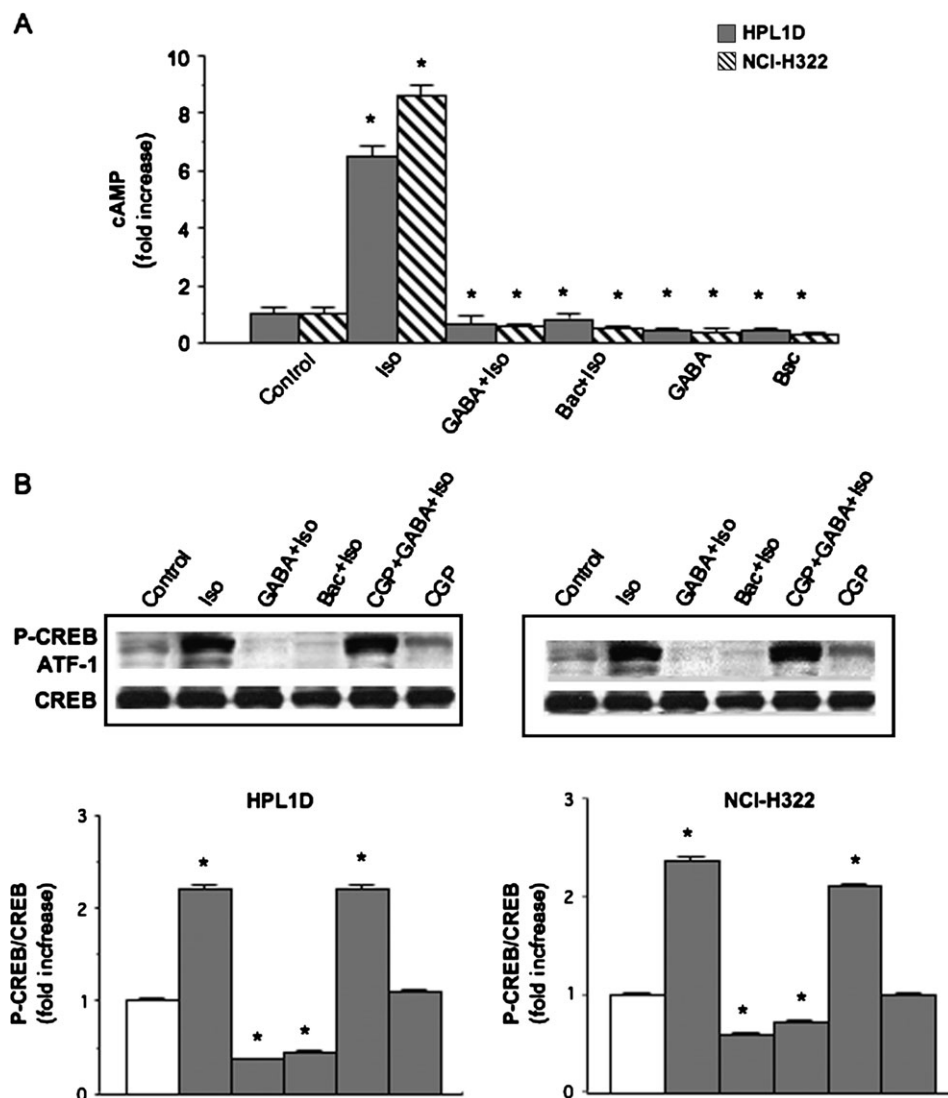 A
HPL1D
NCI-H322
cAMP
(fold increase)
10
8
6
4
2
0
* * * * * * * * * *
Control Iso GABA+Iso Bac+Iso GABA Bac
B
Control Iso GABA+Iso Bac+Iso CGP+GABA+Iso CGP
P-CREB
ATF-1
CREB
Control Iso GABA+Iso Bac+Iso CGP+GABA+Iso CGP
HPL1D
P-CREB/CREB
(fold incfrease)
3
2
1
0
* * * *
NCI-H322
P-CREB/CREB
(fold increase)
3
2
1
0
* * * *